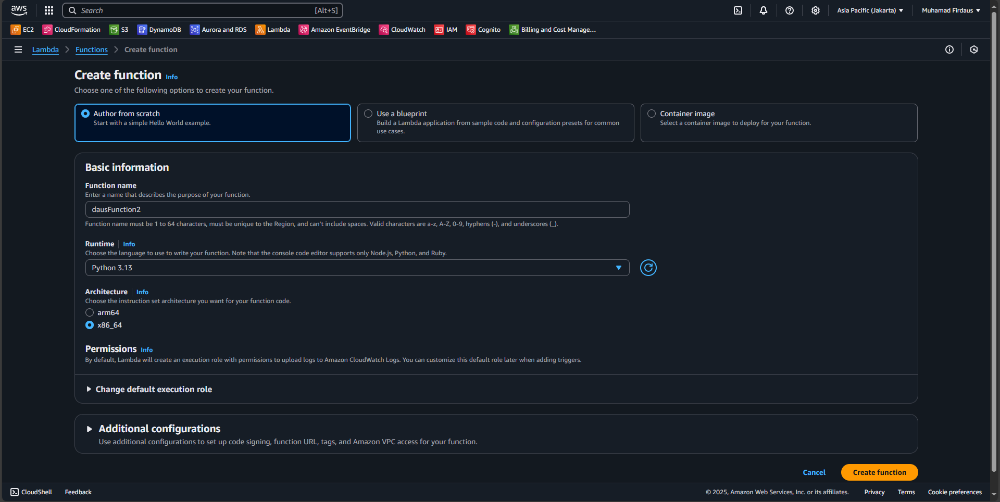 aws
Search [Alt+S]
Asia Pacific (Jakarta) Muhamad Firdaus
EC2 CloudFormation S3 DynamoDB Aurora and RDS Lambda Amazon EventBridge CloudWatch IAM Cognito Billing and Cost Manage...
Lambda Functions Create function
Create function Info
Choose one of the following options to create your function.
Author from scratch
Start with a simple Hello World example.
Use a blueprint
Build a Lambda application from sample code and configuration presets for common
use cases.
Container image
Select a container image to deploy for your function.
Basic information
Function name
Enter a name that describes the purpose of your function.
dausFunction2
Function name must be 1 to 64 characters, must be unique to the Region, and can't include spaces. Valid characters are a-z, A-Z, 0-9, hyphens (-), and underscores (_).
Runtime Info
Choose the language to use to write your function. Note that the console code editor supports only Node.js, Python, and Ruby.
Python 3.13
Architecture Info
Choose the instruction set architecture you want for your function code.
arm64
x86_64
Permissions Info
By default, Lambda will create an execution role with permissions to upload logs to Amazon CloudWatch Logs. You can customize this default role later when adding triggers.
Change default execution role
Additional configurations
Use additional configurations to set up code signing, function URL, tags, and Amazon VPC access for your function.
Cancel Create function
CloudShell Feedback © 2025, Amazon Web Services, Inc. or its affiliates. Privacy Terms Cookie preferences